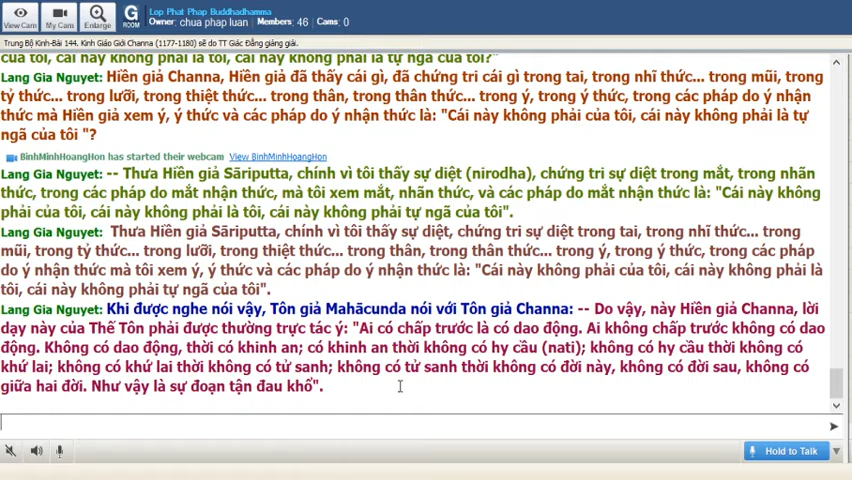 Lop Phat Phap Buddhadhamma
Owner: chua phap luan Members: 46 Cams: 0
View Cam
My Cam
Enlarge
G
ROOM
Trung Bộ Kinh-Bài 144. Kinh Giáo Giới Channa (1177-1180) sẽ do TT Giác Đẳng giảng giải.
của tôi, cái này không phải là tôi, cái này không phải là tự ngã của tôi?"
Lang Gia Nguyet: Hiền giả Channa, Hiền giả đã thấy cái gì, đã chứng tri cái gì trong tai, trong nhĩ thức... trong mũi, trong
tỷ thức... trong lưỡi, trong thiệt thức... trong thân, trong thân thức... trong ý, trong ý thức, trong các pháp do ý nhận
thức mà Hiền giả xem ý, ý thức và các pháp do ý nhận thức là: "Cái này không phải của tôi, cái này không phải là tự
ngã của tôi "?
BinhMinhHoangHon has started their webcam View BinhMinhHoangHon
Lang Gia Nguyet: -- Thưa Hiền giả Sāriputta, chính vì tôi thấy sự diệt (nirodha), chứng tri sự diệt trong mắt, trong nhãn
thức, trong các pháp do mắt nhận thức, mà tôi xem mắt, nhãn thức, và các pháp do mắt nhận thức là: "Cái này không
phải của tôi, cái này không phải là tôi, cái này không phải tự ngã của tôi".
Lang Gia Nguyet: Thưa Hiền giả Sāriputta, chính vì tôi thấy sự diệt, chứng tri sự diệt trong tai, trong nhĩ thức... trong
mũi, trong tỷ thức... trong lưỡi, trong thiệt thức... trong thân, trong thân thức... trong ý, trong ý thức, trong các pháp
do ý nhận thức mà tôi xem ý, ý thức và các pháp do ý nhận thức là: "Cái này không phải của tôi, cái này không phải là
tôi, cái này không phải tự ngã của tôi".
Lang Gia Nguyet: Khi được nghe nói vậy, Tôn giả Mahācunda nói với Tôn giả Channa: -- Do vậy, này Hiền giả Channa, lời
dạy này của Thế Tôn phải được thường trực tác ý: "Ai có chấp trước là có dao động. Ai không chấp trước không có dao
động. Không có dao động, thời có khinh an; có khinh an thời không có hy cầu (nati); không có hy cầu thời không có
khứ lai; không có khứ lai thời không có tử sanh; không có tử sanh thời không có đời này, không có đời sau, không có
giữa hai đời. Như vậy là sự đoạn tận đau khổ".
Hold to Talk